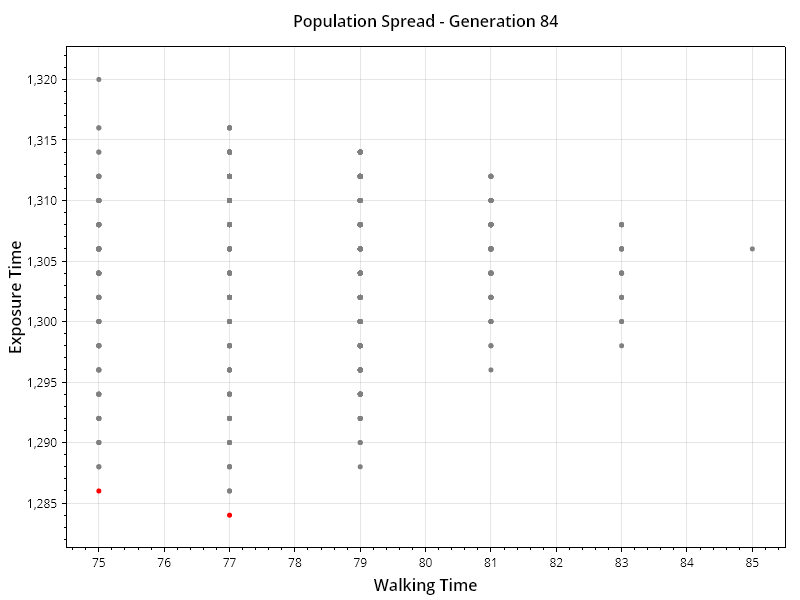 Population Spread - Generation 84
1,320
1,315
1,310
1,305
1,300
1,295
1,290
1,285
Exposure Time
75 76 77 78 79 80 81 82 83 84 85
Walking Time